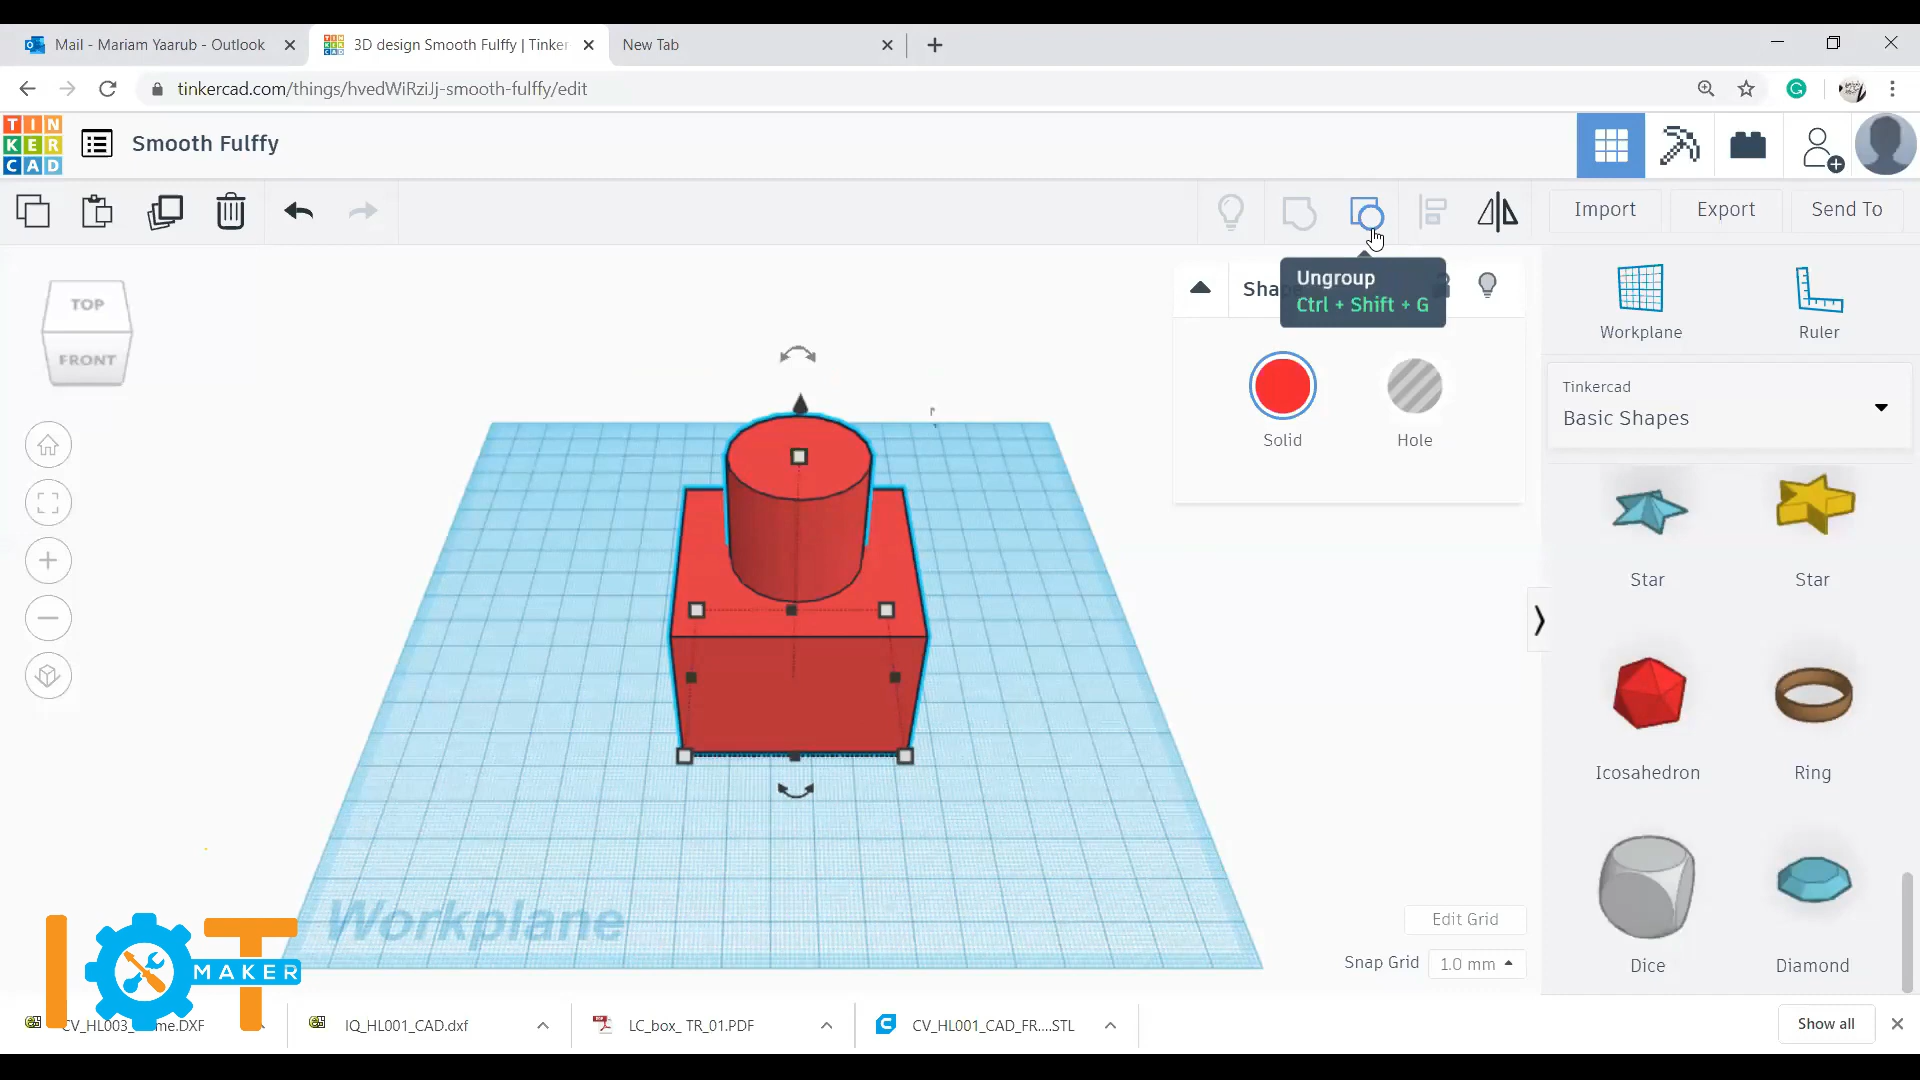 Mail - Mariam Yaarub - Outlook
3D design Smooth Fulffy | Tinker
New Tab
tinkercad.com/things/hvedWiRziJj-smooth-fulffy/edit
TIN
KER
CAD
Smooth Fulffy
Import
Export
Send To
TOP
FRONT
Shap
Ungroup
Ctrl + Shift + G
Solid
Hole
Workplane
Ruler
Tinkercad
Basic Shapes
Star
Star
Icosahedron
Ring
Dice
Diamond
Workplane
Edit Grid
Snap Grid
1.0 mm
IOT
MAKER
CV_HL003_ me.DXF
IQ_HL001_CAD.dxf
LC_box_ TR_01.PDF
CV_HL001_CAD_FR....STL
Show all